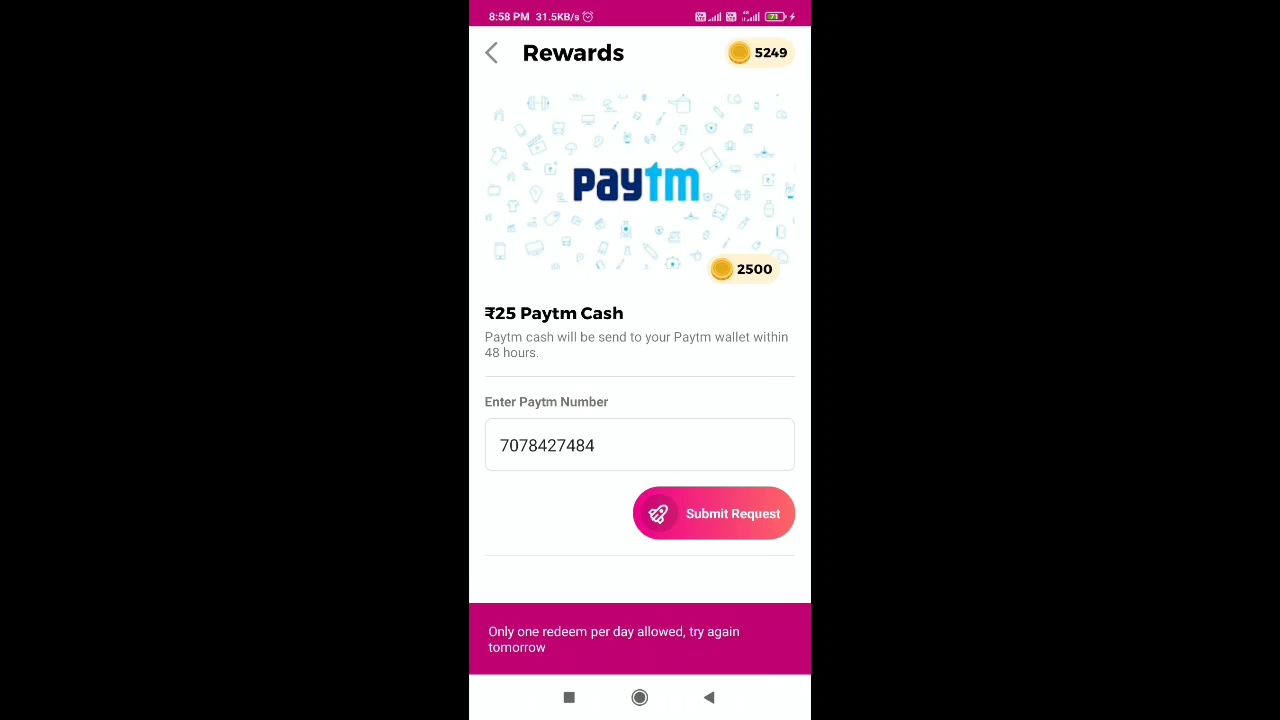 8:58 PM 31.5KB/s
71
Rewards
5249
paytm
2500
₹25 Paytm Cash
Paytm cash will be send to your Paytm wallet within
48 hours.
Enter Paytm Number
7078427484
Submit Request
Only one redeem per day allowed, try again
tomorrow